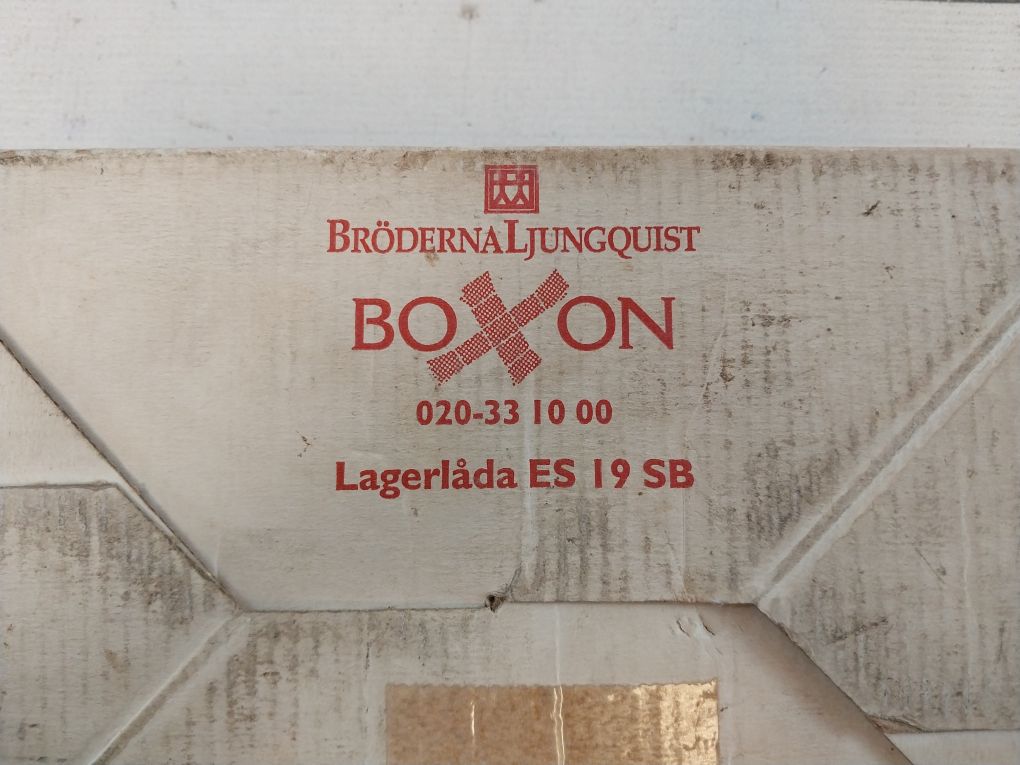 BRÖDERNA LJUNGQUIST
BOXON
020-33 10 00
Lagerlåda ES 19 SB